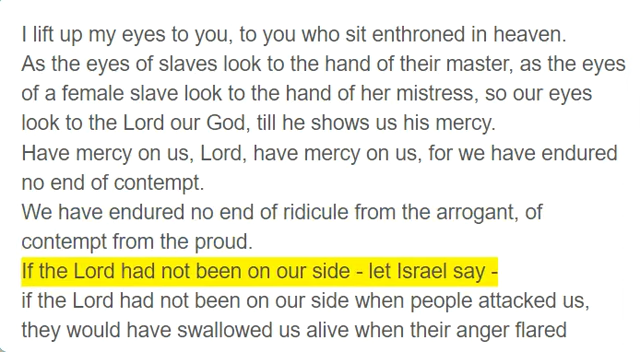 I lift up my eyes to you, to you who sit enthroned in heaven.
As the eyes of slaves look to the hand of their master, as the eyes
of a female slave look to the hand of her mistress, so our eyes
look to the Lord our God, till he shows us his mercy.
Have mercy on us, Lord, have mercy on us, for we have endured
no end of contempt.
We have endured no end of ridicule from the arrogant, of
contempt from the proud.
If the Lord had not been on our side - let Israel say -
if the Lord had not been on our side when people attacked us,
they would have swallowed us alive when their anger flared